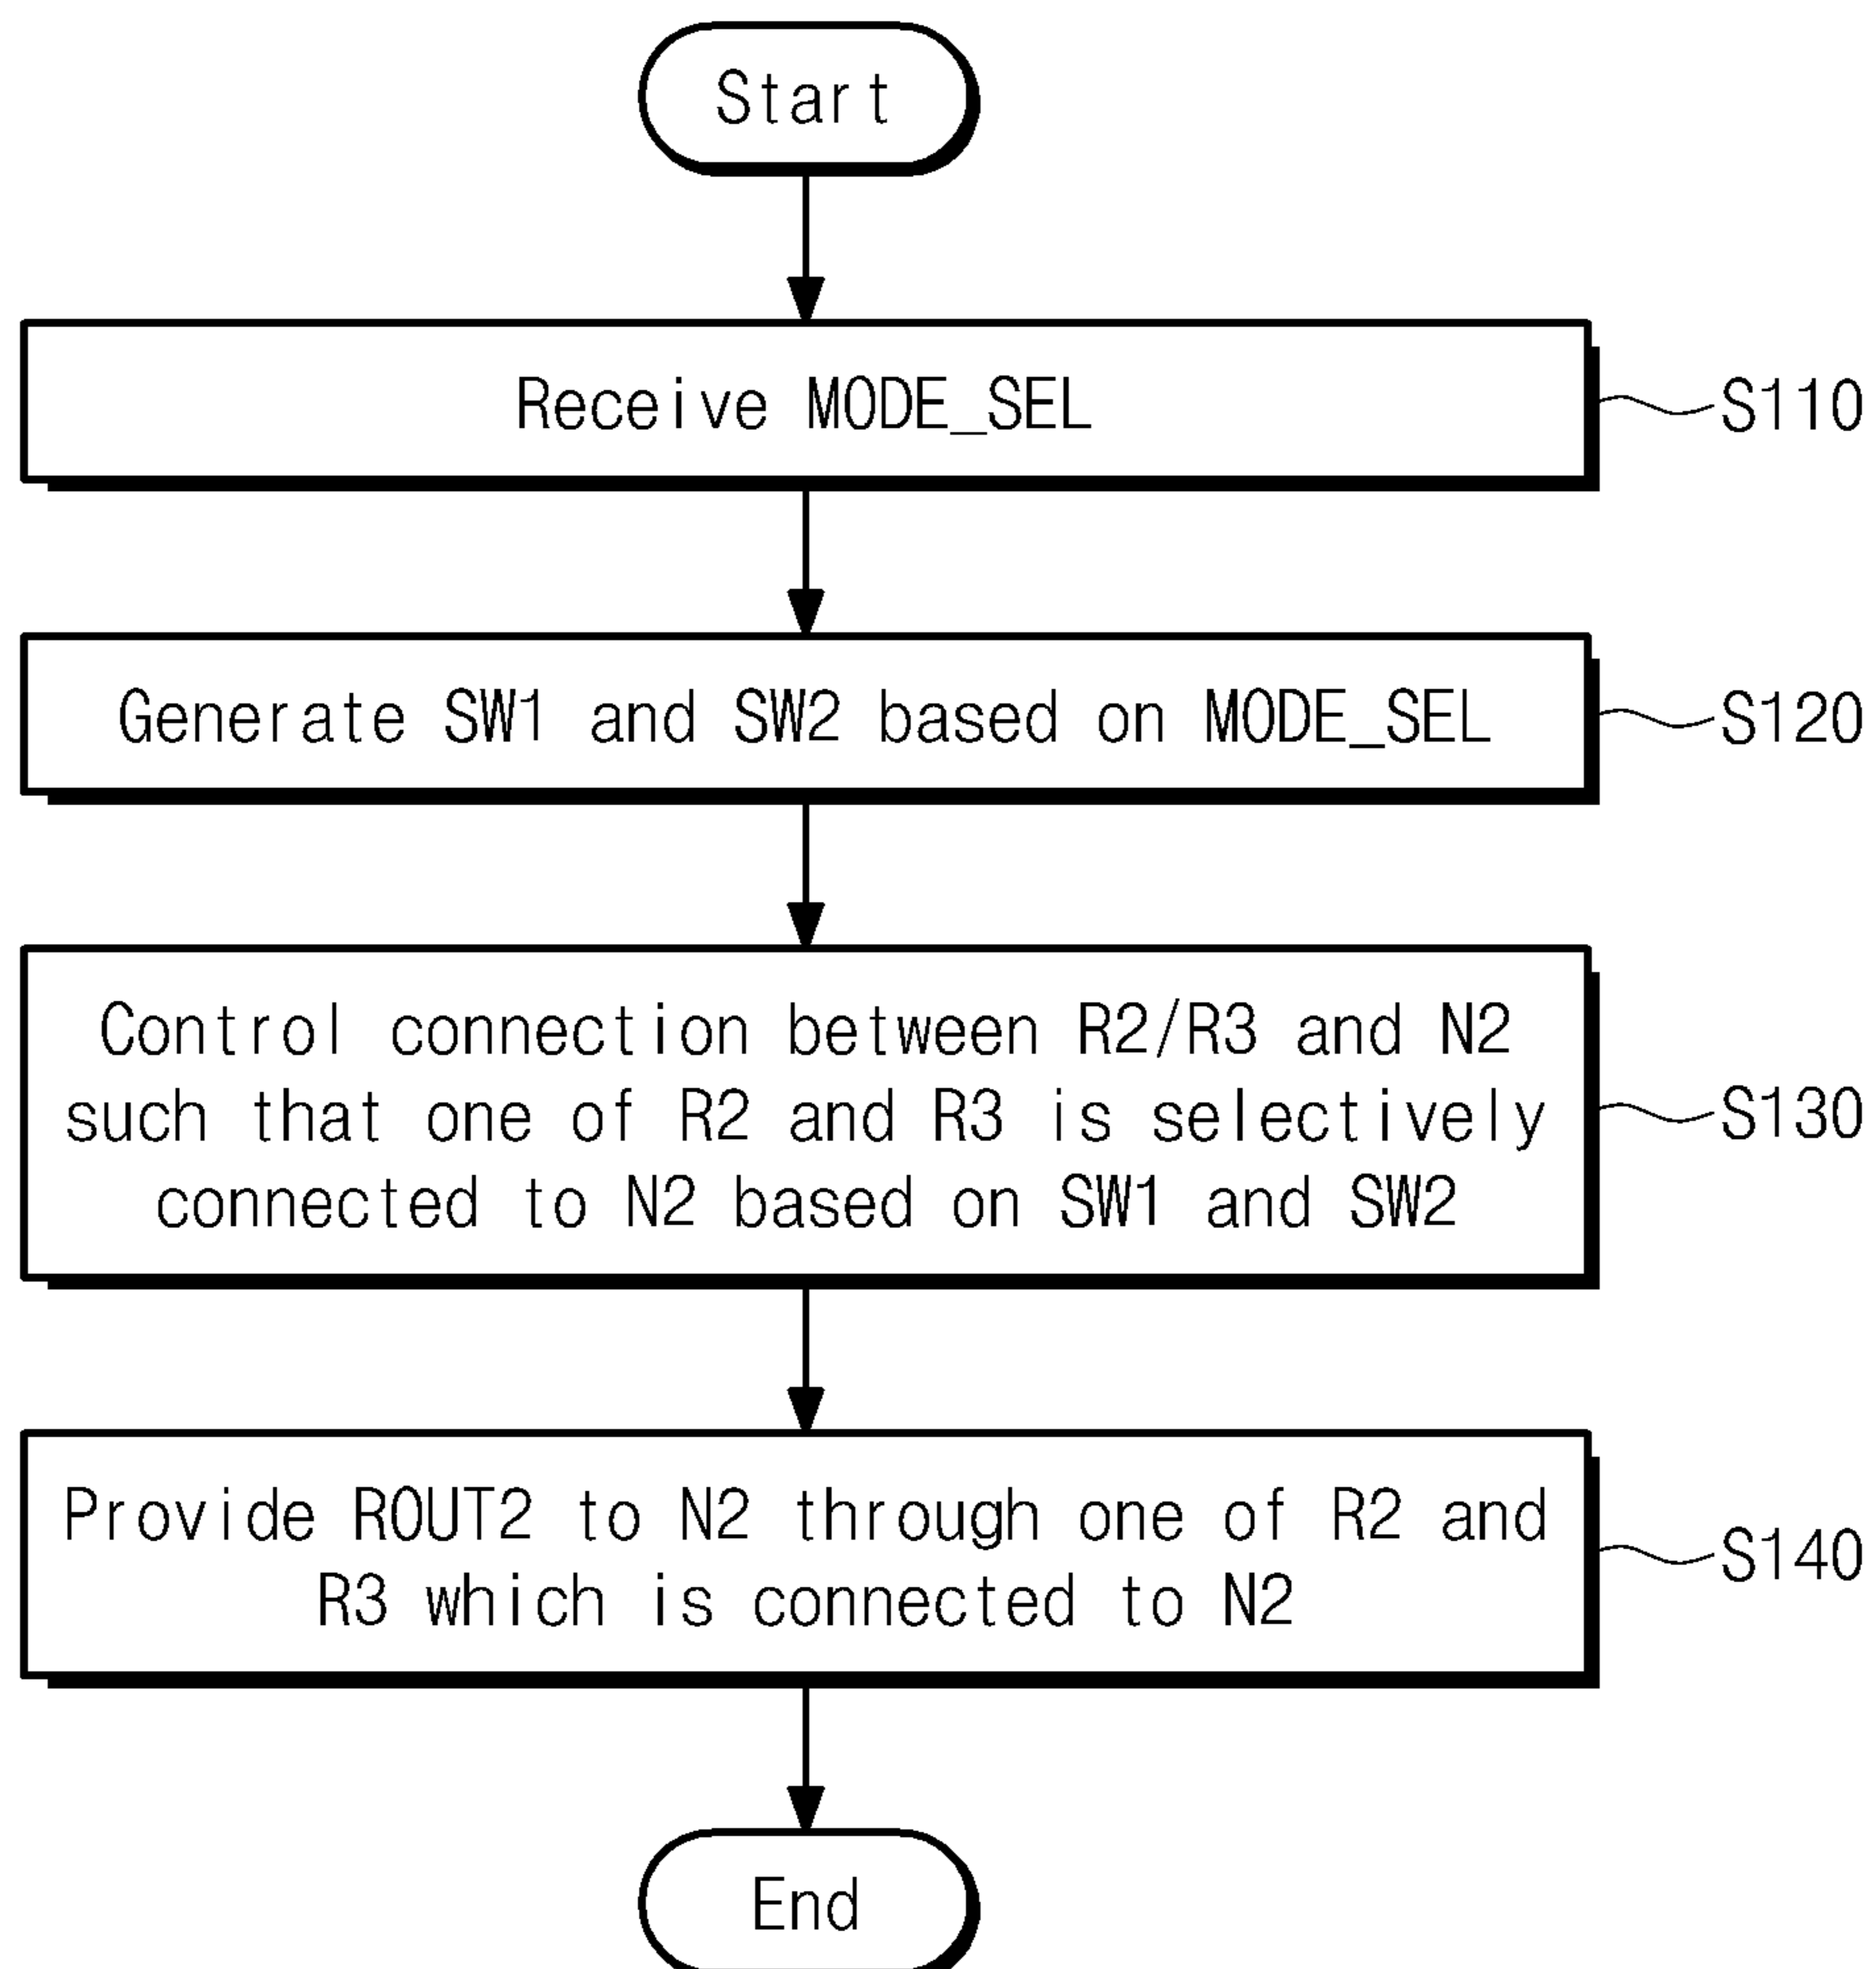 Start
Receive MODE_SEL
S110
Generate SW1 and SW2 based on MODE_SEL
S120
Control connection between R2/R3 and N2
such that one of R2 and R3 is selectively
connected to N2 based on SW1 and SW2
S130
Provide ROUT2 to N2 through one of R2 and
R3 which is connected to N2
S140
End